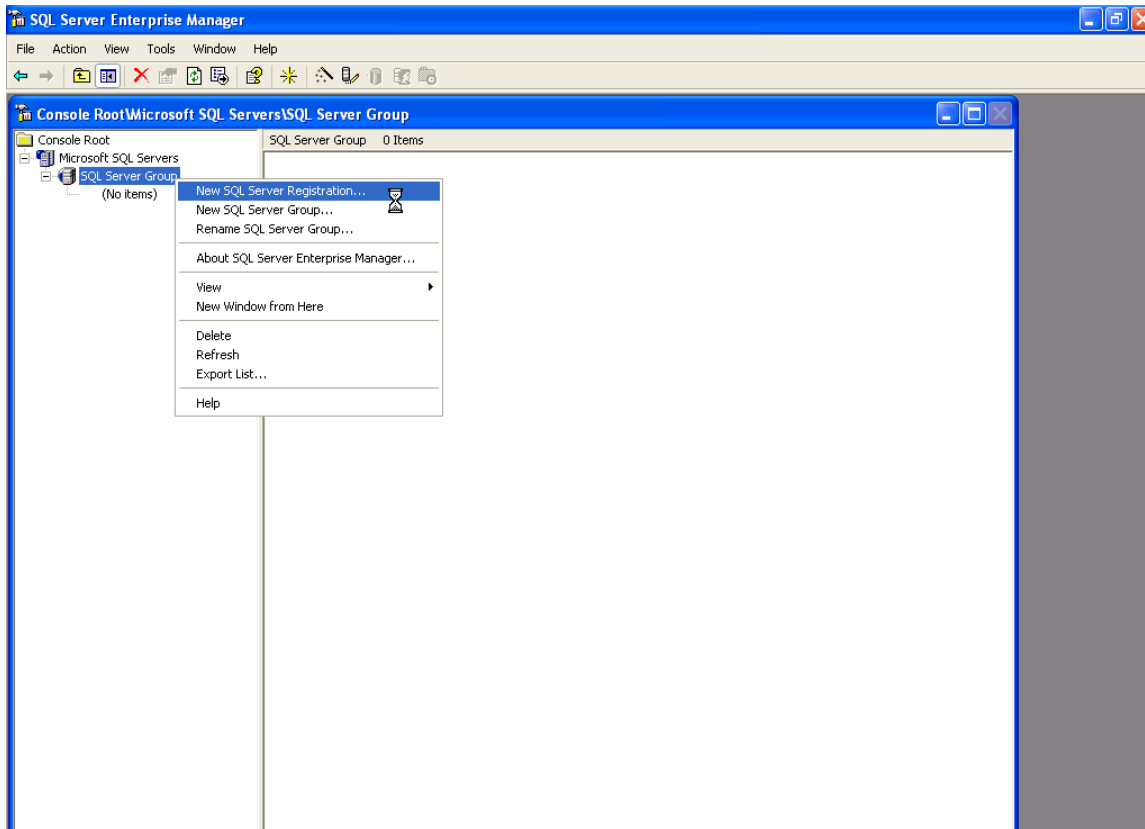 SQL Server Enterprise Manager
File Action View Tools Window Help
Console Root\Microsoft SQL Servers\SQL Server Group
Console Root
SQL Server Group 0 Items
Microsoft SQL Servers
SQL Server Group
(No items)
New SQL Server Registration...
New SQL Server Group...
Rename SQL Server Group...
About SQL Server Enterprise Manager...
View
New Window from Here
Delete
Refresh
Export List...
Help